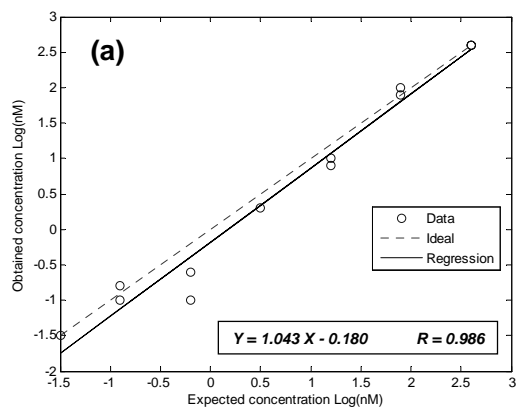 (a)
3
2.5
2
1.5
1
0.5
0
-0.5
-1
-1.5
-2
Obtained concentration Log(nM)
Data
Ideal
Regression
Y = 1.043 X - 0.180 R = 0.986
-1.5 -1 -0.5 0 0.5 1 1.5 2 2.5 3
Expected concentration Log(nM)